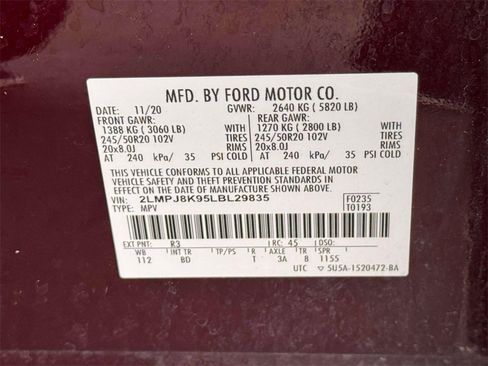 MFD. BY FORD MOTOR CO.
DATE: 11/20 GVWR: 2640 KG ( 5820 LB)
FRONT GAWR: REAR GAWR:
1388 KG ( 3060 LB) 1270 KG ( 2800 LB)
245/50R20 102V TIRES 245/50R20 102V
20x8.0J RIMS 20x8.0J
AT 240 kPa/ 35 PSI COLD AT 240 kPa/ 35 PSI COLD
THIS VEHICLE CONFORMS TO ALL APPLICABLE FEDERAL MOTOR
VEHICLE SAFETY AND THEFT PREVENTION STANDARDS IN
EFFECT ON THE DATE OF MANUFACTURE SHOWN ABOVE.
VIN: 2LMPJ8K95LBL29835 F0235
TYPE: MPV T0193
EXT PNT: R3 RC: 45 DSO:
WB INT TR TP/PS R AXLE TR SPR
112 BD T 3A B 1155
UTC ▽5U5A-1520472-BA